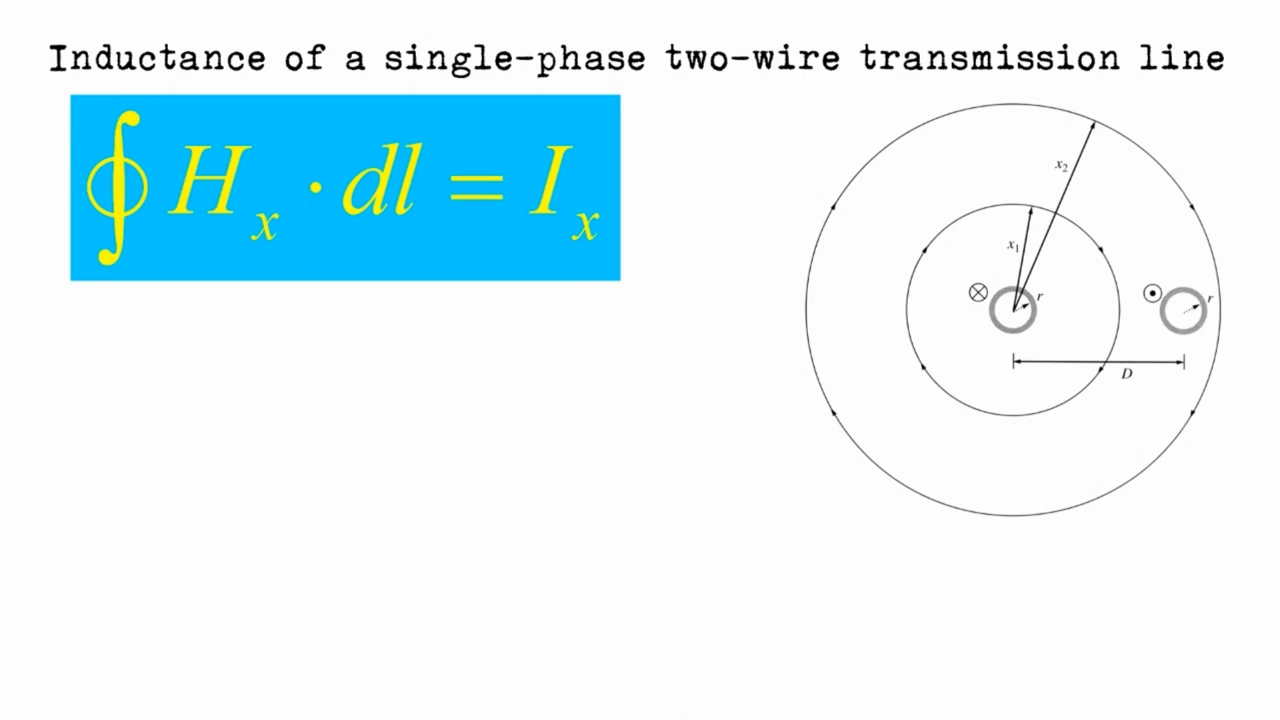 Inductance of a single-phase two-wire transmission line
∮ Hₓ · dl = Iₓ
x₂
x₁
r
r
D